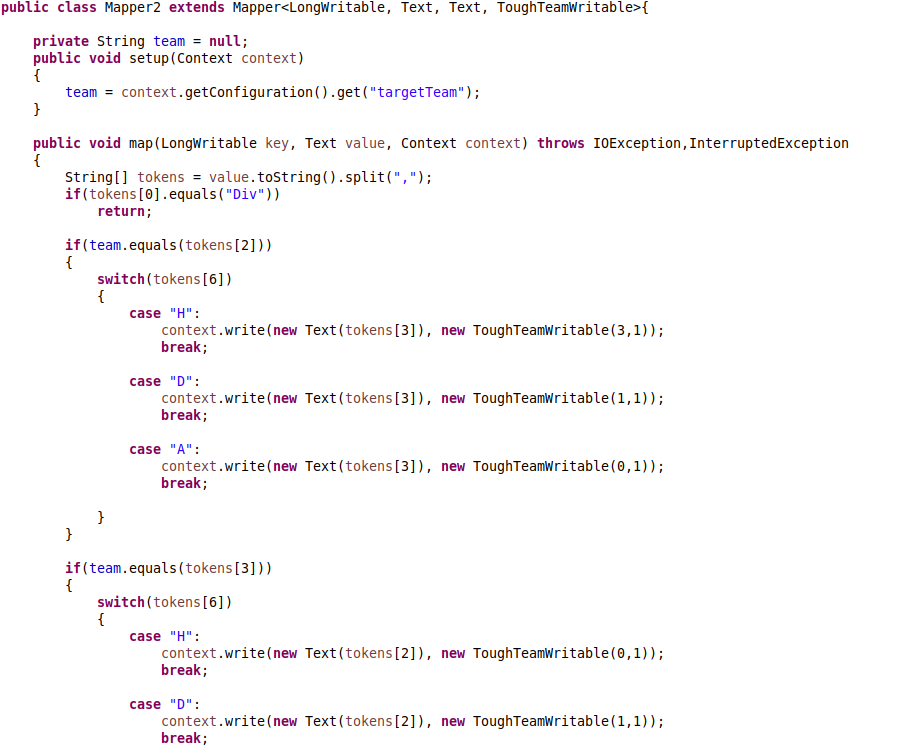 public class Mapper2 extends Mapper<LongWritable, Text, Text, ToughTeamWritable>{
private String team = null;
public void setup(Context context)
{
team = context.getConfiguration().get("targetTeam");
}
public void map(LongWritable key, Text value, Context context) throws IOException,InterruptedException
{
String[] tokens = value.toString().split(",");
if(tokens[0].equals("Div"))
return;
if(team.equals(tokens[2]))
{
switch(tokens[6])
{
case "H":
context.write(new Text(tokens[3]), new ToughTeamWritable(3,1));
break;
case "D":
context.write(new Text(tokens[3]), new ToughTeamWritable(1,1));
break;
case "A":
context.write(new Text(tokens[3]), new ToughTeamWritable(0,1));
break;
}
}
if(team.equals(tokens[3]))
{
switch(tokens[6])
{
case "H":
context.write(new Text(tokens[2]), new ToughTeamWritable(0,1));
break;
case "D":
context.write(new Text(tokens[2]), new ToughTeamWritable(1,1));
break;